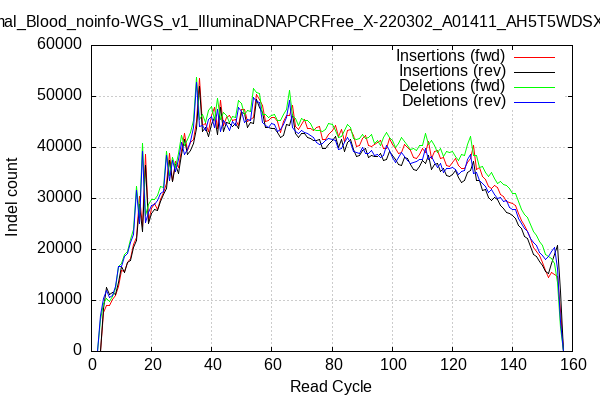 nal_Blood_noinfo-WGS_v1_IlluminaDNAPCRFree_X-220302_A01411_AH5T5WDSX
60000
50000
40000
30000
20000
10000
0
Indel count
Insertions (fwd)
Insertions (rev)
Deletions (fwd)
Deletions (rev)
0 20 40 60 80 100 120 140 160
Read Cycle